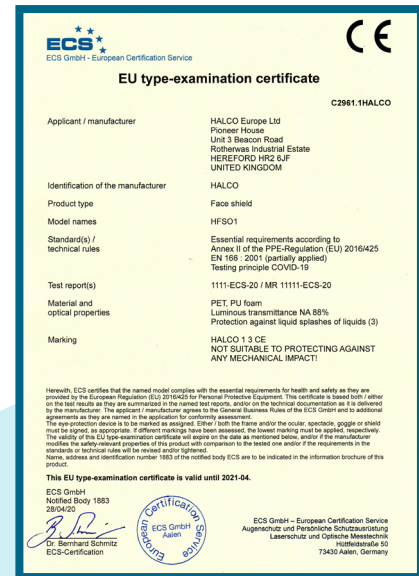 ECS
ECS GmbH - European Certification Service
CE
EU type-examination certificate
C2961.1HALCO
Applicant / manufacturer
HALCO Europe Ltd
Pioneer House
Unit 3 Beacon Road
Rotherwas Industrial Estate
HEREFORD HR2 6JF
UNITED KINGDOM
Identification of the manufacturer
HALCO
Product type
Face shield
Model names
HFSO1
Standard(s) /
technical rules
Essential requirements according to
Annex II of the PPE-Regulation (EU) 2016/425
EN 166 : 2001 (partially applied)
Testing principle COVID-19
Test report(s)
1111-ECS-20 / MR 11111-ECS-20
Material and
optical properties
PET, PU foam
Luminous transmittance NA 88%
Protection against liquid splashes of liquids (3)
Marking
HALCO 1 3 CE
NOT SUITABLE TO PROTECTING AGAINST
ANY MECHANICAL IMPACT!
Herewith, ECS certifies that the named model complies with the essential requirements for health and safety as they are
provided by the European Regulation (EU) 2016/425 for Personal Protective Equipment. This certificate is based both / either
on the test results as they are summarized in the named test reports, and/or on the technical documentation as it is delivered
by the manufacturer. The applicant / manufacturer agrees to the General Business Rules of the ECS GmbH and to additional
agreements as they are named in the application for conformity assessment.
The eye-protection device is to be marked as assigned. Either / both the frame and/or the ocular, spectacle, goggle or shield
must be signed, as appropriate. If different markings have been assessed, the lowest marking must be applied, respectively.
The validity of this EU type-examination certificate will expire on the date as mentioned below, and/or if the manufacturer
modifies the safety-relevant properties of this product with comparison to the tested one and/or if the requirements in the
standards or technical rules will be revised and/or tightened.
Name, address and identification number 1883 of the notified body ECS are to be indicated in the information brochure of this
product.
This EU type-examination certificate is valid until 2021-04.
ECS GmbH
Notified Body 1883
28/04/20
Dr. Bernhard Schmitz
ECS-Certification
European Certification Service
ECS GmbH
Aalen
ECS GmbH – European Certification Service
Augenschutz und Persönliche Schutzausrüstung
Laserschutz und Optische Messtechnik
Hüttfeldstraße 50
73430 Aalen, Germany